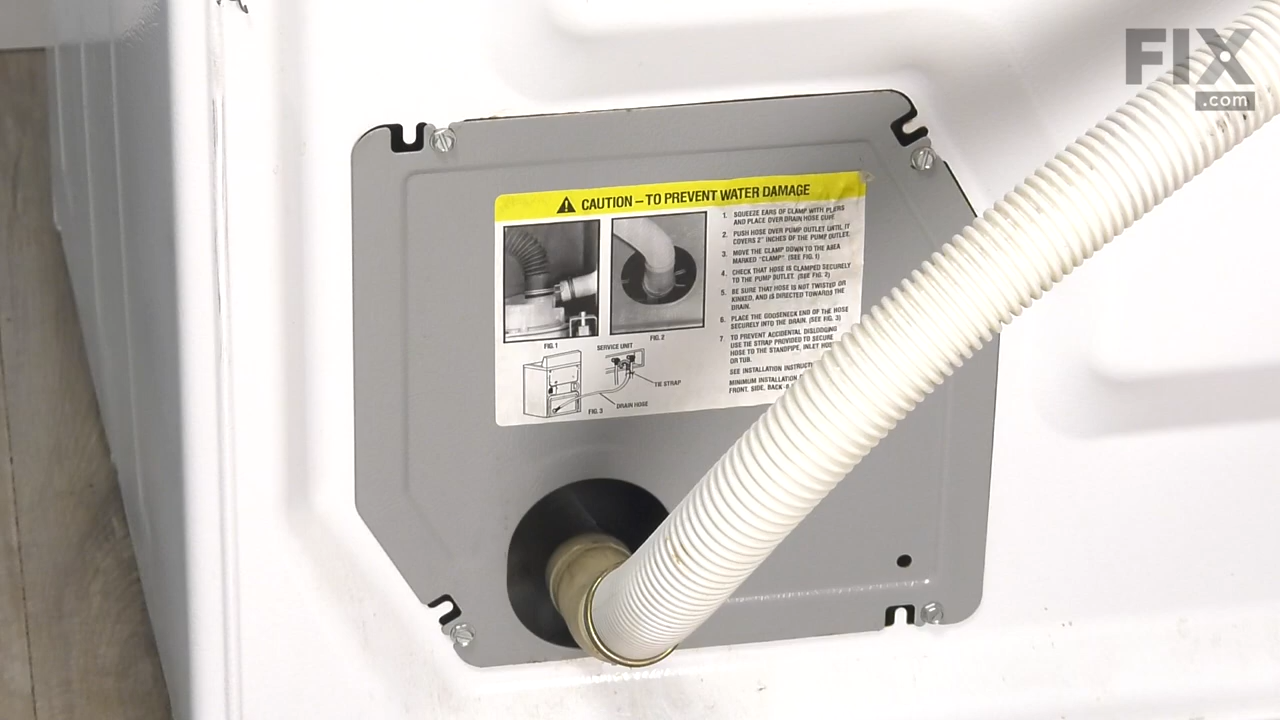 FIX
.com
CAUTION – TO PREVENT WATER DAMAGE
1. SQUEEZE EARS OF CLAMP WITH PLIERS
AND PLACE OVER DRAIN HOSE CUFF.
2. PUSH HOSE OVER PUMP OUTLET UNTIL IT
COVERS 2" INCHES OF THE PUMP OUTLET.
3. MOVE THE CLAMP DOWN TO THE AREA
MARKED "CLAMP". (SEE FIG. 1)
4. CHECK THAT HOSE IS CLAMPED SECURELY
TO THE PUMP OUTLET. (SEE FIG. 2)
5. BE SURE THAT HOSE IS NOT TWISTED OR
KINKED, AND IS DIRECTED TOWARDS THE
DRAIN.
6. PLACE THE GOOSENECK END OF THE HOSE
SECURELY INTO THE DRAIN. (SEE FIG. 3)
7. TO PREVENT ACCIDENTAL DISLODGING
USE TIE STRAP PROVIDED TO SECURE
HOSE TO THE STANDPIPE, INLET
OR TUB.
SEE INSTALLATION
MINIMUM INSTALLATION
FRONT, SIDE, BACK
FIG. 1
FIG. 2
SERVICE UNIT
TIE STRAP
DRAIN HOSE
FIG. 3